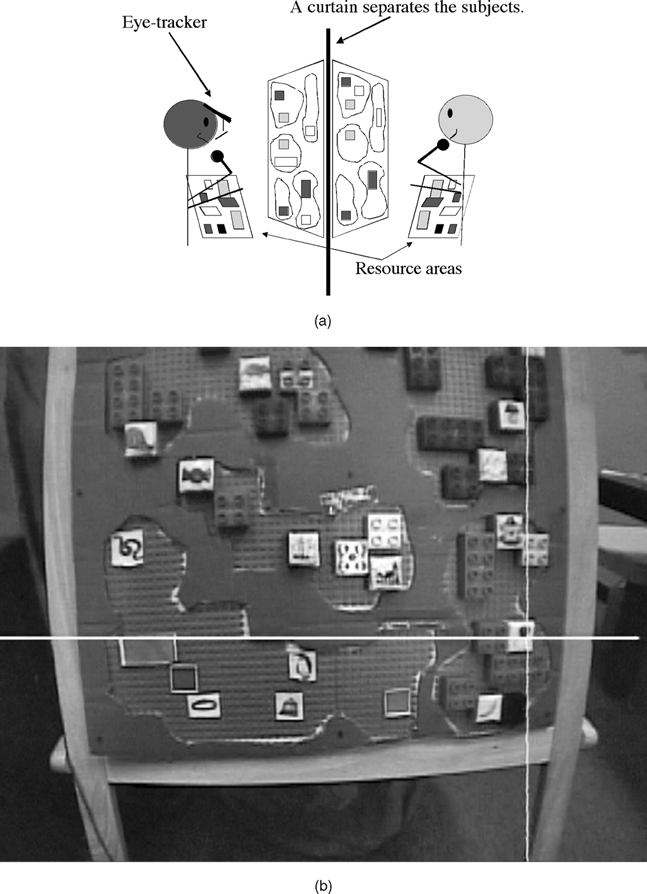 A curtain separates the subjects.
Eye-tracker
Resource areas
(a)
(b)